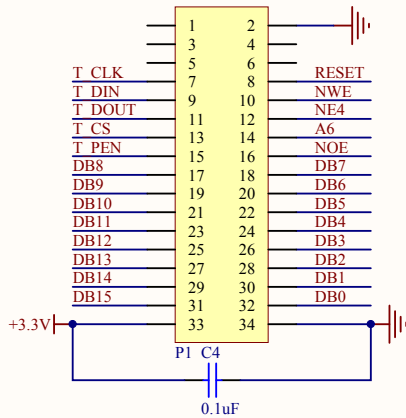 1 2
3 4
5 6
T_CLK 7 8 RESET
T_DIN 9 10 NWE
T_DOUT 11 12 NE4
T_CS 13 14 A6
T_PEN 15 16 NOE
DB8 17 18 DB7
DB9 19 20 DB6
DB10 21 22 DB5
DB11 23 24 DB4
DB12 25 26 DB3
DB13 27 28 DB2
DB14 29 30 DB1
DB15 31 32 DB0
+3.3V 33 34
P1 C4
0.1uF